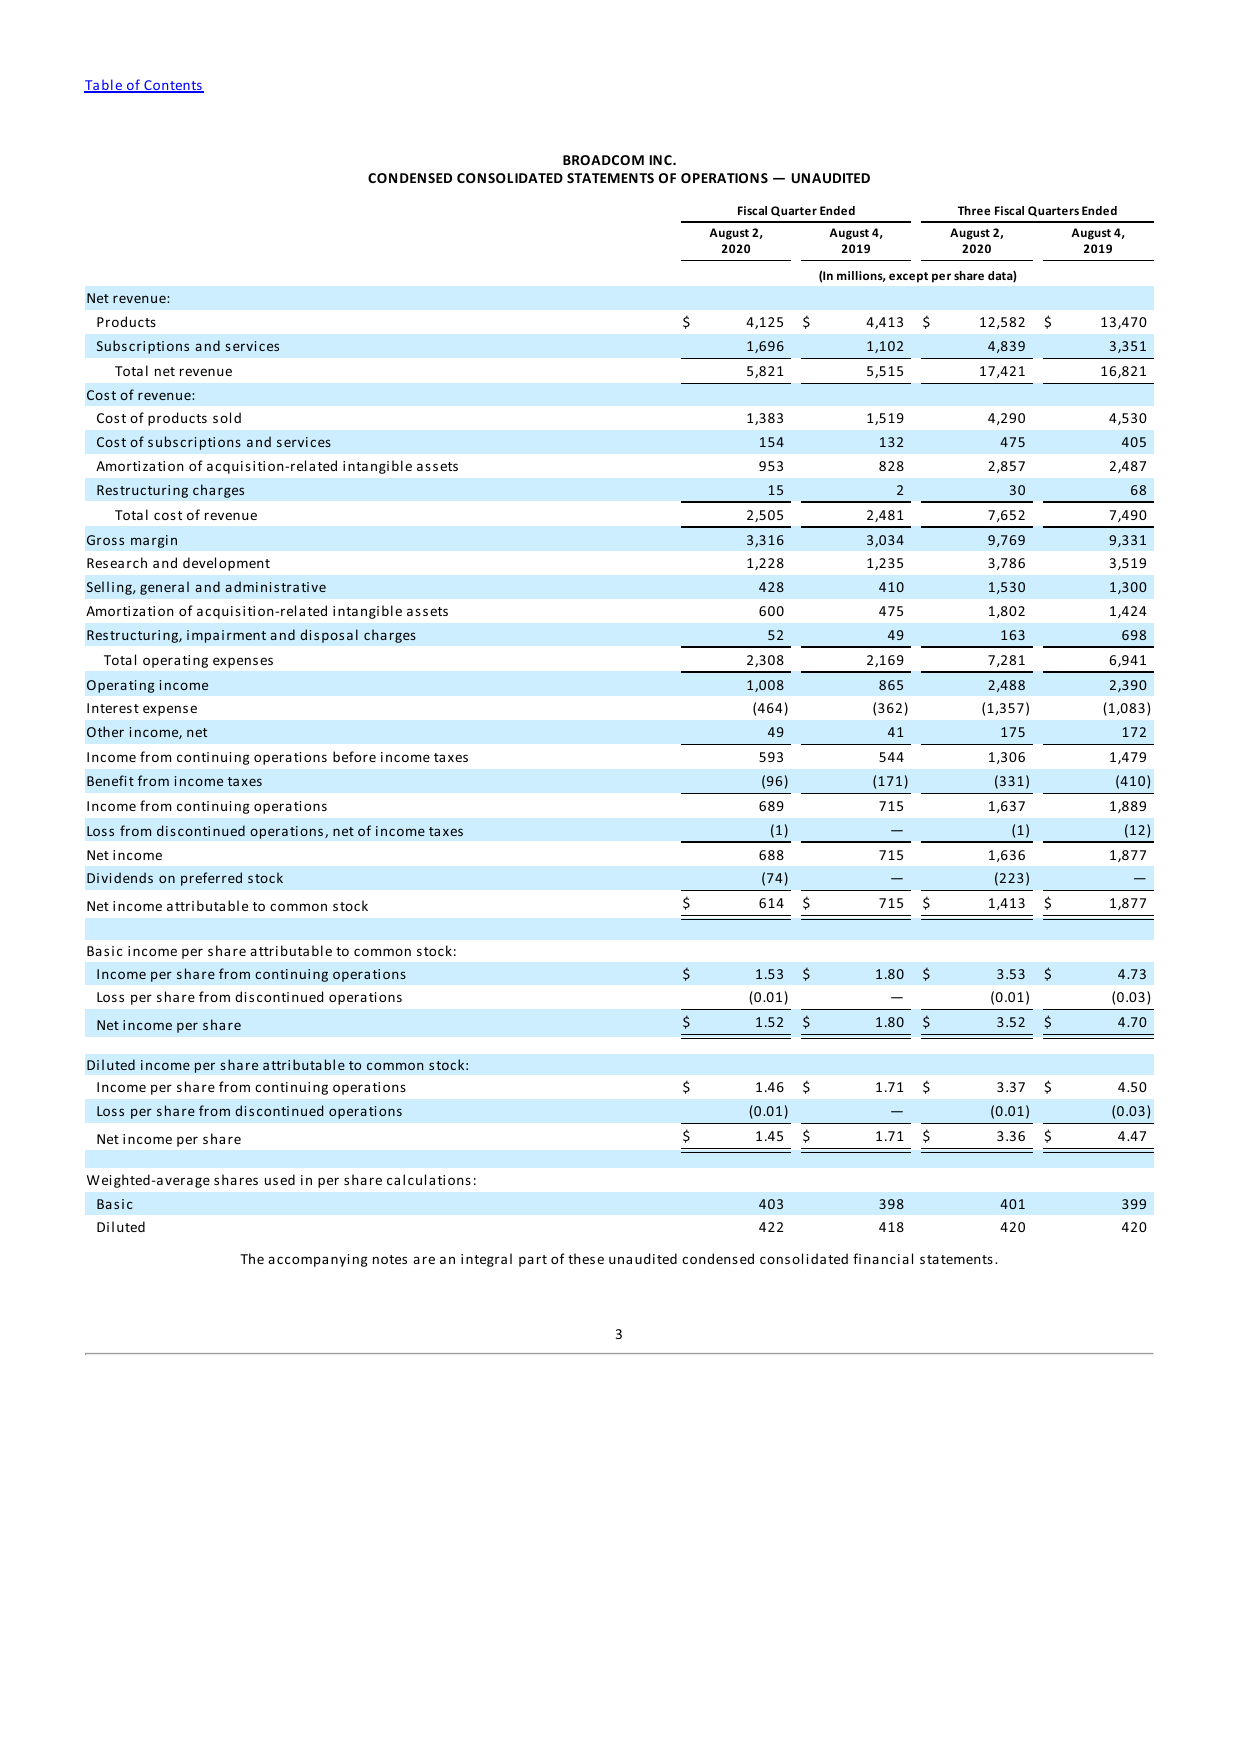 Table of Contents
BROADCOM INC.
CONDENSED CONSOLIDATED STATEMENTS OF OPERATIONS — UNAUDITED
Fiscal Quarter Ended Three Fiscal Quarters Ended
August 2, 2020 August 4, 2019 August 2, 2020 August 4, 2019
(In millions, except per share data)
Net revenue:
Products $ 4,125 $ 4,413 $ 12,582 $ 13,470
Subscriptions and services 1,696 1,102 4,839 3,351
Total net revenue 5,821 5,515 17,421 16,821
Cost of revenue:
Cost of products sold 1,383 1,519 4,290 4,530
Cost of subscriptions and services 154 132 475 405
Amortization of acquisition-related intangible assets 953 828 2,857 2,487
Restructuring charges 15 2 30 68
Total cost of revenue 2,505 2,481 7,652 7,490
Gross margin 3,316 3,034 9,769 9,331
Research and development 1,228 1,235 3,786 3,519
Selling, general and administrative 428 410 1,530 1,300
Amortization of acquisition-related intangible assets 600 475 1,802 1,424
Restructuring, impairment and disposal charges 52 49 163 698
Total operating expenses 2,308 2,169 7,281 6,941
Operating income 1,008 865 2,488 2,390
Interest expense (464) (362) (1,357) (1,083)
Other income, net 49 41 175 172
Income from continuing operations before income taxes 593 544 1,306 1,479
Benefit from income taxes (96) (171) (331) (410)
Income from continuing operations 689 715 1,637 1,889
Loss from discontinued operations, net of income taxes (1) — (1) (12)
Net income 688 715 1,636 1,877
Dividends on preferred stock (74) — (223) —
Net income attributable to common stock $ 614 $ 715 $ 1,413 $ 1,877
Basic income per share attributable to common stock:
Income per share from continuing operations $ 1.53 $ 1.80 $ 3.53 $ 4.73
Loss per share from discontinued operations (0.01) — (0.01) (0.03)
Net income per share $ 1.52 $ 1.80 $ 3.52 $ 4.70
Diluted income per share attributable to common stock:
Income per share from continuing operations $ 1.46 $ 1.71 $ 3.37 $ 4.50
Loss per share from discontinued operations (0.01) — (0.01) (0.03)
Net income per share $ 1.45 $ 1.71 $ 3.36 $ 4.47
Weighted-average shares used in per share calculations:
Basic 403 398 401 399
Diluted 422 418 420 420
The accompanying notes are an integral part of these unaudited condensed consolidated financial statements.
3